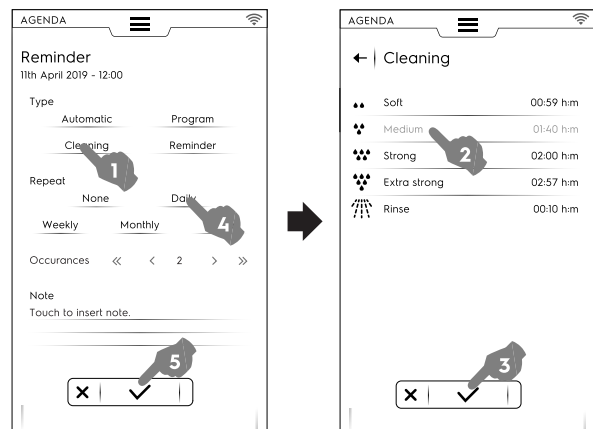 AGENDA
Reminder
11th April 2019 - 12:00
Type
Automatic Program
Cleaning Reminder
1
Repeat
None Daily
4
Weekly Monthly
Occurances « < 2 > »
Note
Touch to insert note.
5
AGENDA
Cleaning
Soft 00:59 h:m
Medium 01:40 h:m
2
Strong 02:00 h:m
Extra strong 02:57 h:m
Rinse 00:10 h:m
3